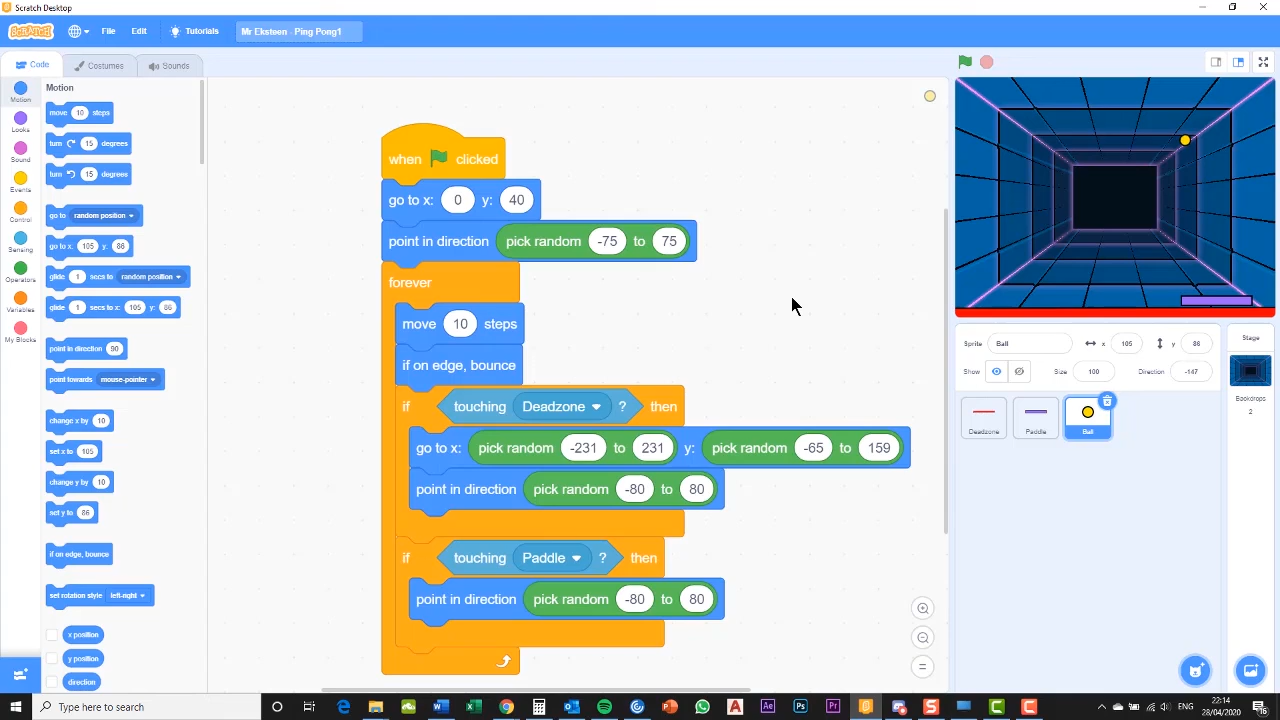 Scratch Desktop
SCRATCH File Edit Tutorials Mr Eksteen - Ping Pong1
Code Costumes Sounds
Motion
Looks
Sound
Events
Control
Sensing
Operators
Variables
My Blocks
Motion
move 10 steps
turn 15 degrees
turn 15 degrees
go to random position
go to x: 105 y: 86
glide 1 secs to random position
glide 1 secs to x: 105 y: 86
point in direction 90
point towards mouse-pointer
change x by 10
set x to 105
change y by 10
set y to 86
if on edge, bounce
set rotation style left-right
x position
y position
direction
when clicked
go to x: 0 y: 40
point in direction pick random -75 to 75
forever
move 10 steps
if on edge, bounce
if touching Deadzone ? then
go to x: pick random -231 to 231 y: pick random -65 to 159
point in direction pick random -80 to 80
if touching Paddle ? then
point in direction pick random -80 to 80
Sprite Ball x 105 y 86
Show Size 100 Direction -147
Deadzone Paddle Ball
Stage
Backdrops
2
Type here to search
ENG
22:14
28/04/2020